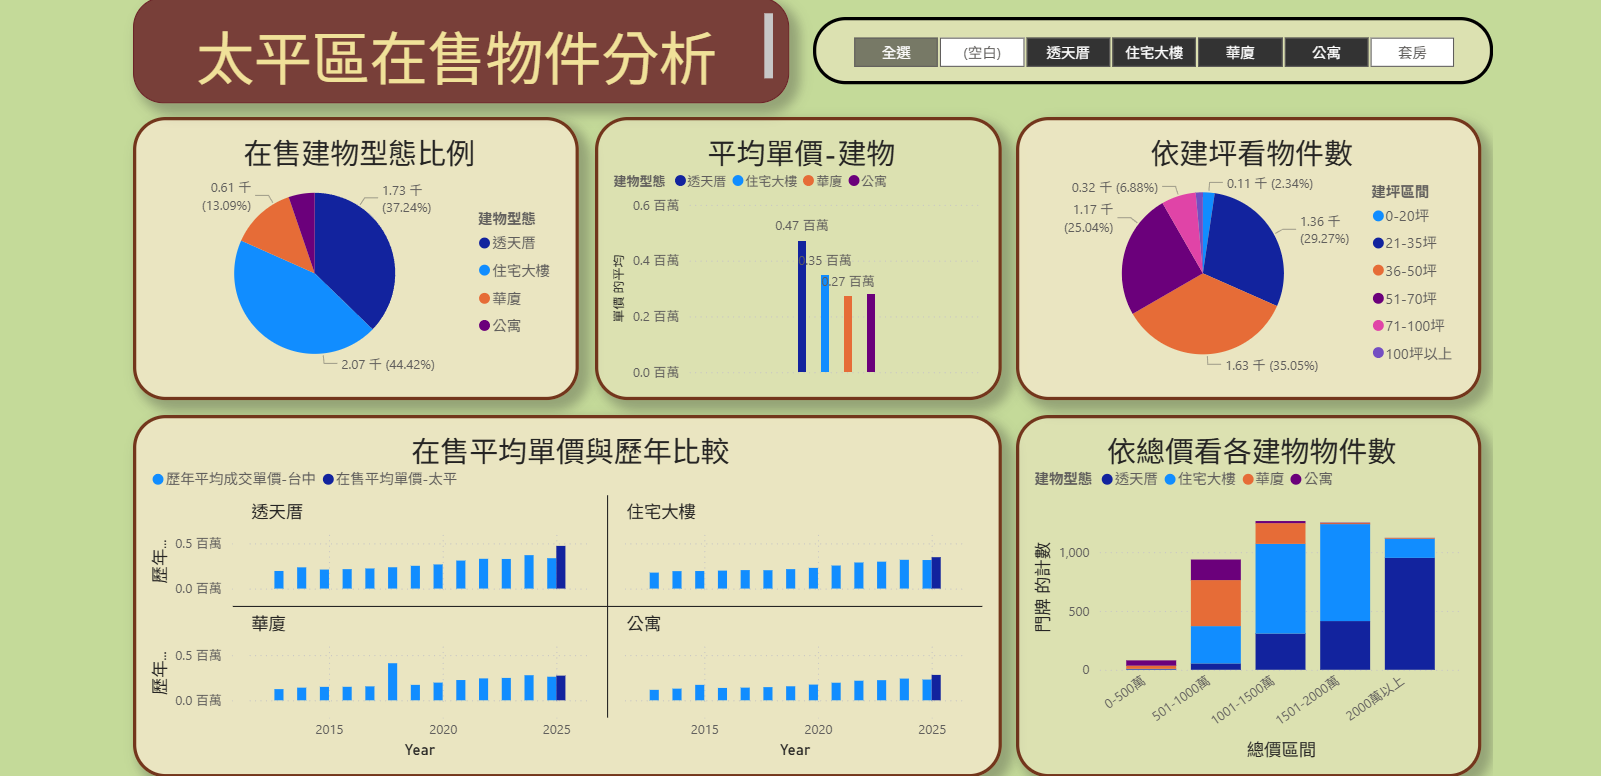 太平區在售物件分析
全選
(空白)
透天厝
住宅大樓
華廈
公寓
套房
在售建物型態比例
0.61 千
(13.09%)
1.73 千
(37.24%)
2.07 千 (44.42%)
建物型態
透天厝
住宅大樓
華廈
公寓
平均單價-建物
建物型態 透天厝 住宅大樓 華廈 公寓
單價 的平均
0.6 百萬
0.4 百萬
0.2 百萬
0.0 百萬
0.47 百萬
0.35 百萬
0.27 百萬
依建坪看物件數
0.32 千 (6.88%)
0.11 千 (2.34%)
1.17 千
(25.04%)
1.36 千
(29.27%)
1.63 千 (35.05%)
建坪區間
0-20坪
21-35坪
36-50坪
51-70坪
71-100坪
100坪以上
在售平均單價與歷年比較
歷年平均成交單價-台中 在售平均單價-太平
透天厝
住宅大樓
歷年...
0.5 百萬
0.0 百萬
華廈
公寓
歷年...
0.5 百萬
0.0 百萬
2015
2020
2025
2015
2020
2025
Year
Year
依總價看各建物物件數
建物型態 透天厝 住宅大樓 華廈 公寓
門牌 的計數
1,000
500
0
0-500萬
501-1000萬
1001-1500萬
1501-2000萬
2000萬以上
總價區間